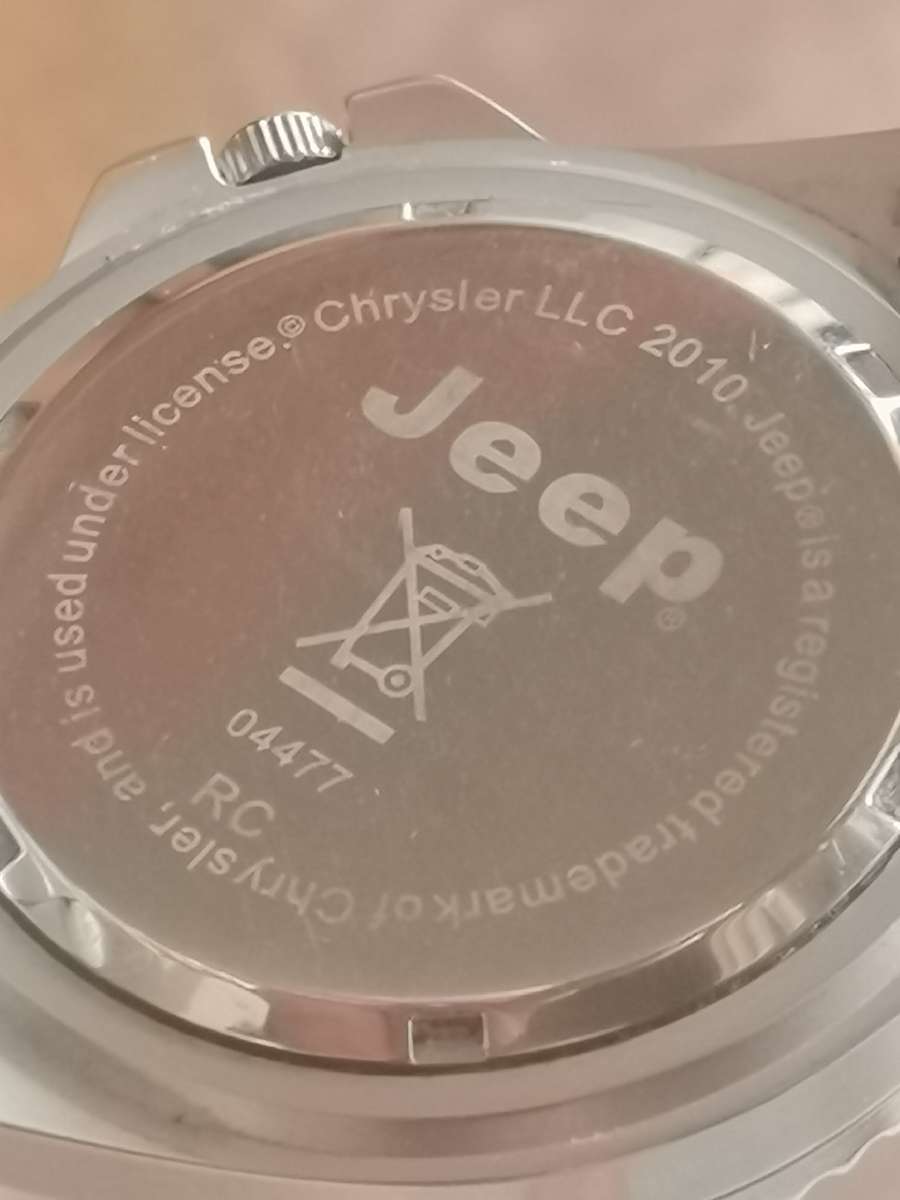 Jeep®
04477
RC
Jeep® is a registered trademark of Chrysler, and is used under license. © Chrysler LLC 2010.